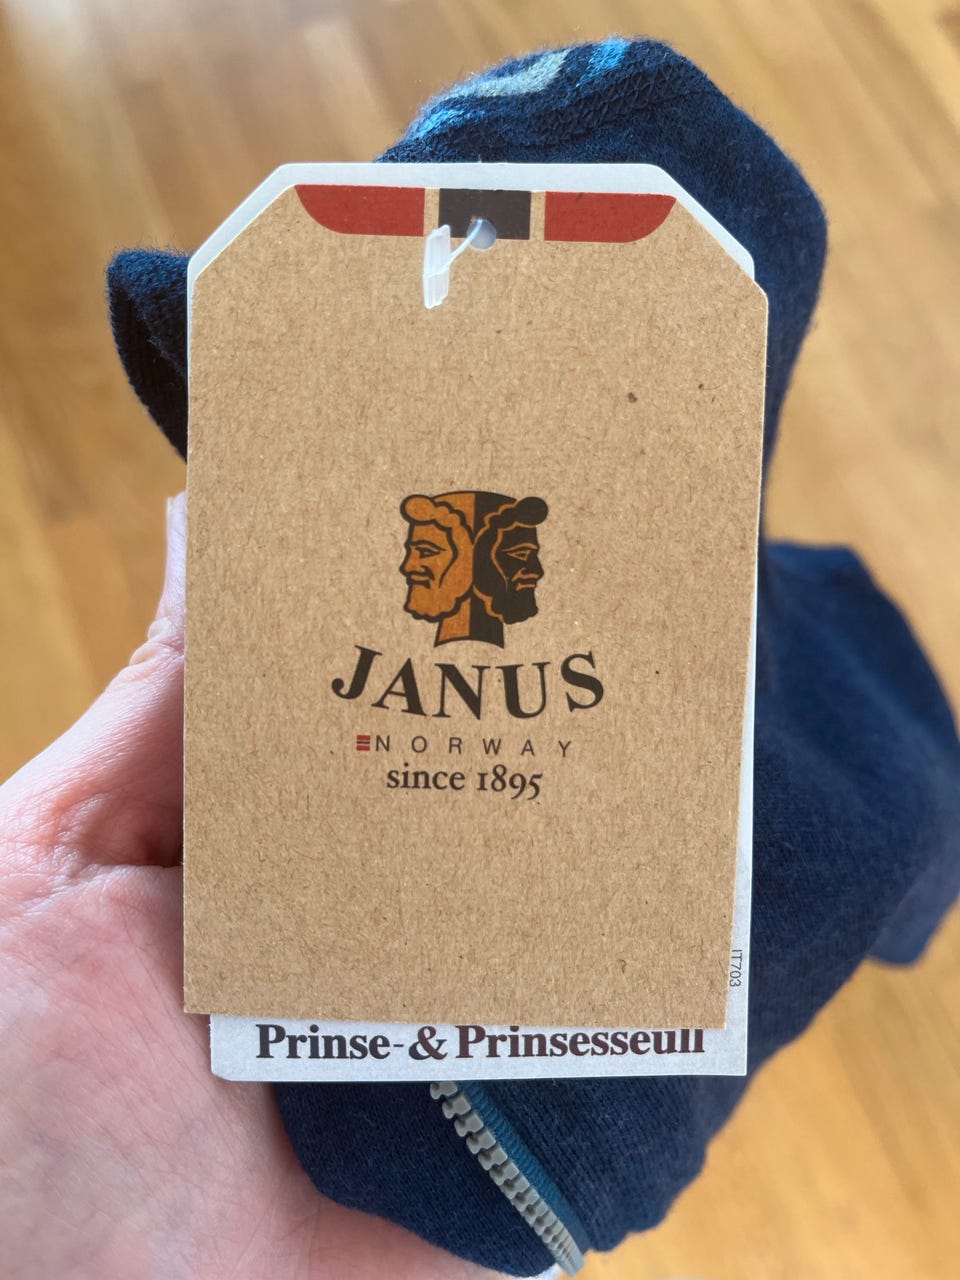 JANUS
NORWAY
since 1895
IT703
Prinse-& Prinsesseull